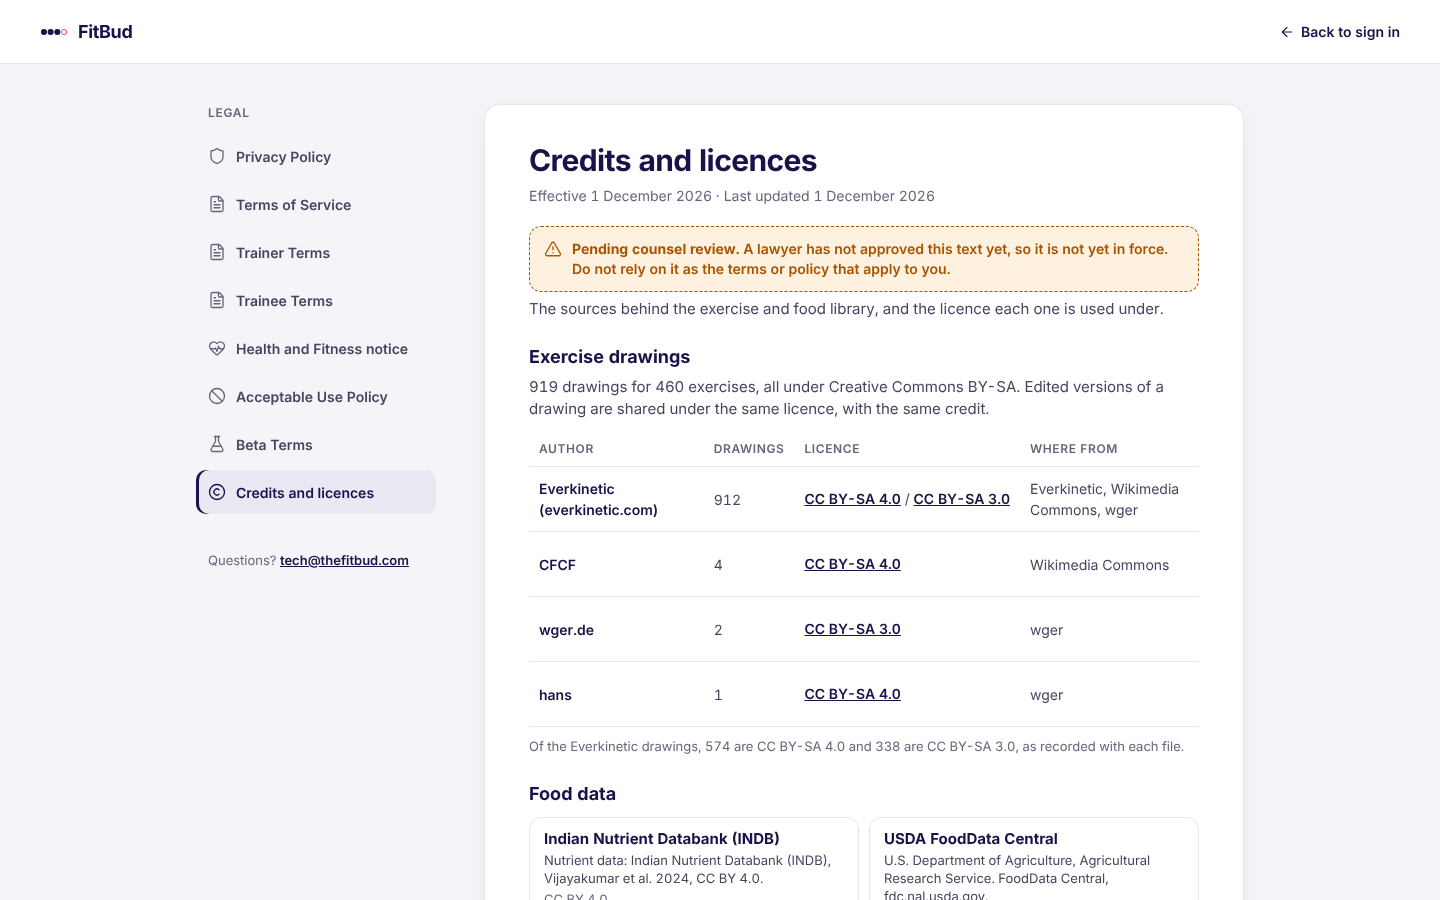 FitBud
Back to sign in
LEGAL
Privacy Policy
Terms of Service
Trainer Terms
Trainee Terms
Health and Fitness notice
Acceptable Use Policy
Beta Terms
Credits and licences
Questions? tech@thefitbud.com
Credits and licences
Effective 1 December 2026 · Last updated 1 December 2026
Pending counsel review. A lawyer has not approved this text yet, so it is not yet in force.
Do not rely on it as the terms or policy that apply to you.
The sources behind the exercise and food library, and the licence each one is used under.
Exercise drawings
919 drawings for 460 exercises, all under Creative Commons BY-SA. Edited versions of a
drawing are shared under the same licence, with the same credit.
AUTHOR DRAWINGS LICENCE WHERE FROM
Everkinetic
(everkinetic.com)
912
CC BY-SA 4.0 / CC BY-SA 3.0
Everkinetic, Wikimedia
Commons, wger
CFCF 4 CC BY-SA 4.0 Wikimedia Commons
wger.de 2 CC BY-SA 3.0 wger
hans 1 CC BY-SA 4.0 wger
Of the Everkinetic drawings, 574 are CC BY-SA 4.0 and 338 are CC BY-SA 3.0, as recorded with each file.
Food data
Indian Nutrient Databank (INDB)
Nutrient data: Indian Nutrient Databank (INDB),
Vijayakumar et al. 2024, CC BY 4.0.
CC BY 4.0
USDA FoodData Central
U.S. Department of Agriculture, Agricultural
Research Service. FoodData Central,
fdc.nal.usda.gov.